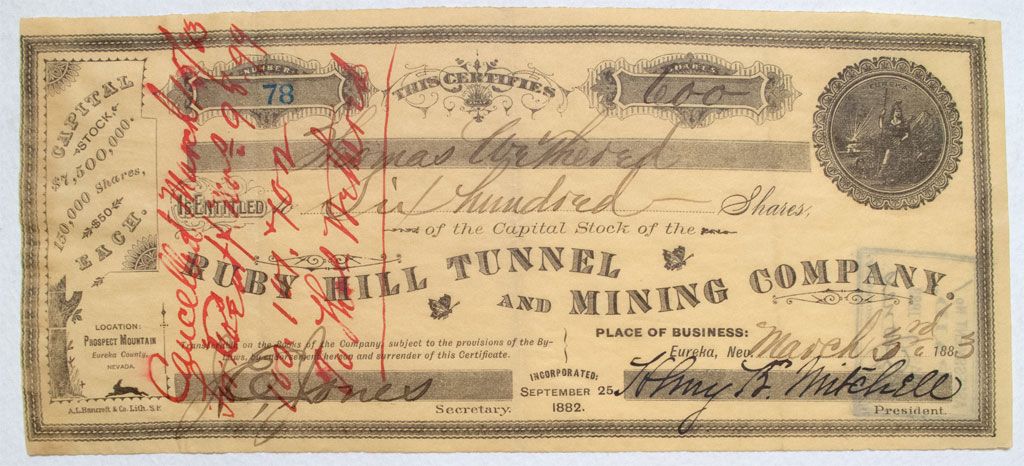 CAPITAL
STOCK.
$7,500,000.
150,000 Shares,
$50
EACH.
NUMBER
78
THIS CERTIFIES
SHARES
600
EUREKA
Thomas Wetherel
Is ENTITLED to Six hundred Shares,
of the Capital Stock of the
RUBY HILL TUNNEL
AND MINING COMPANY.
LOCATION:
PROSPECT MOUNTAIN
Eureka County,
NEVADA.
Transferable on the Books of the Company, subject to the provisions of the By-
Laws, by endorsement hereon and surrender of this Certificate.
PLACE OF BUSINESS:
Eureka, Nev. March 3rd 1883
INCORPORATED:
SEPTEMBER 25
1882.
Jones
Secretary.
Mitchell
President.
A.L. Bancroft & Co. Lith. S.F.
Cancelled March